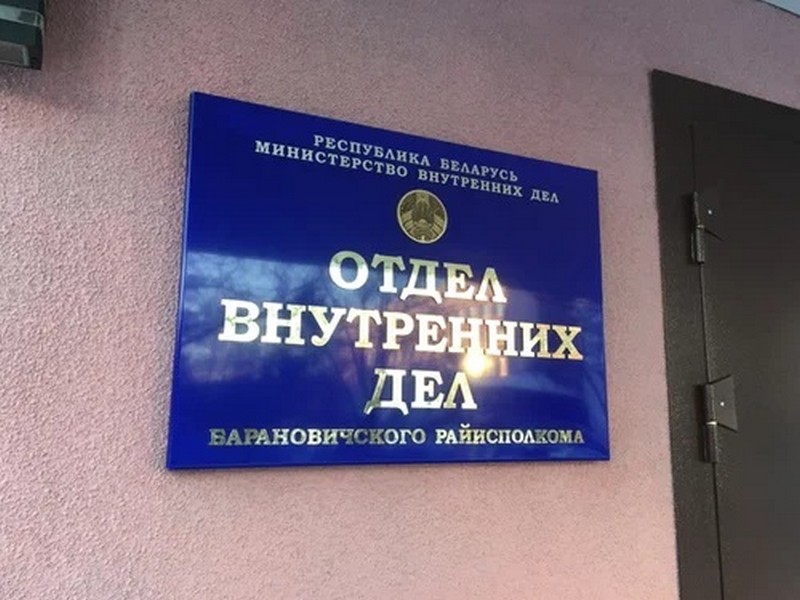 РЕСПУБЛИКА БЕЛАРУСЬ
МИНИСТЕРСТВО ВНУТРЕННИХ ДЕЛ
ОТДЕЛ
ВНУТРЕННИХ
ДЕЛ
БАРАНОВИЧСКОГО РАЙИСПОЛКОМА